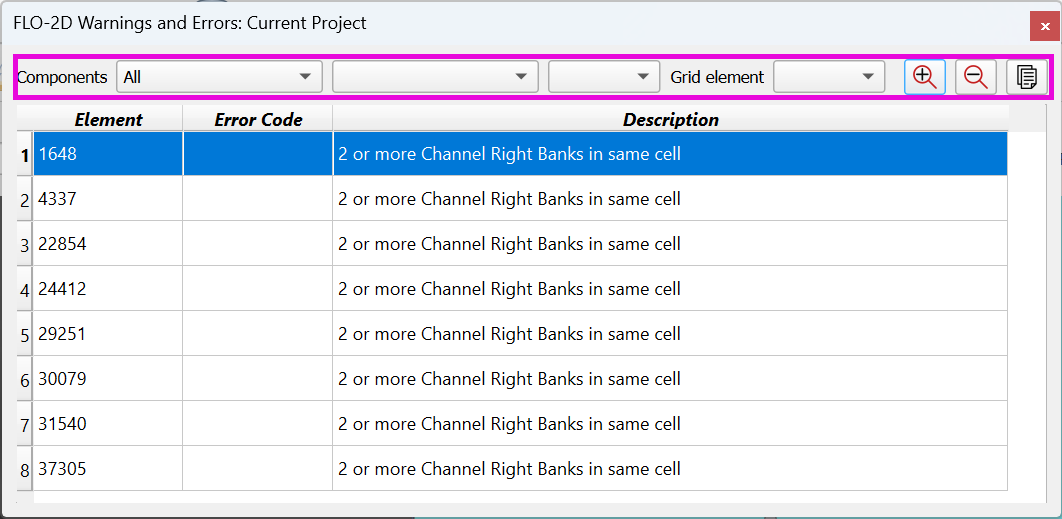 FLO-2D Warnings and Errors: Current Project
Components All Grid element
Element Error Code Description
1 1648 2 or more Channel Right Banks in same cell
2 4337 2 or more Channel Right Banks in same cell
3 22854 2 or more Channel Right Banks in same cell
4 24412 2 or more Channel Right Banks in same cell
5 29251 2 or more Channel Right Banks in same cell
6 30079 2 or more Channel Right Banks in same cell
7 31540 2 or more Channel Right Banks in same cell
8 37305 2 or more Channel Right Banks in same cell